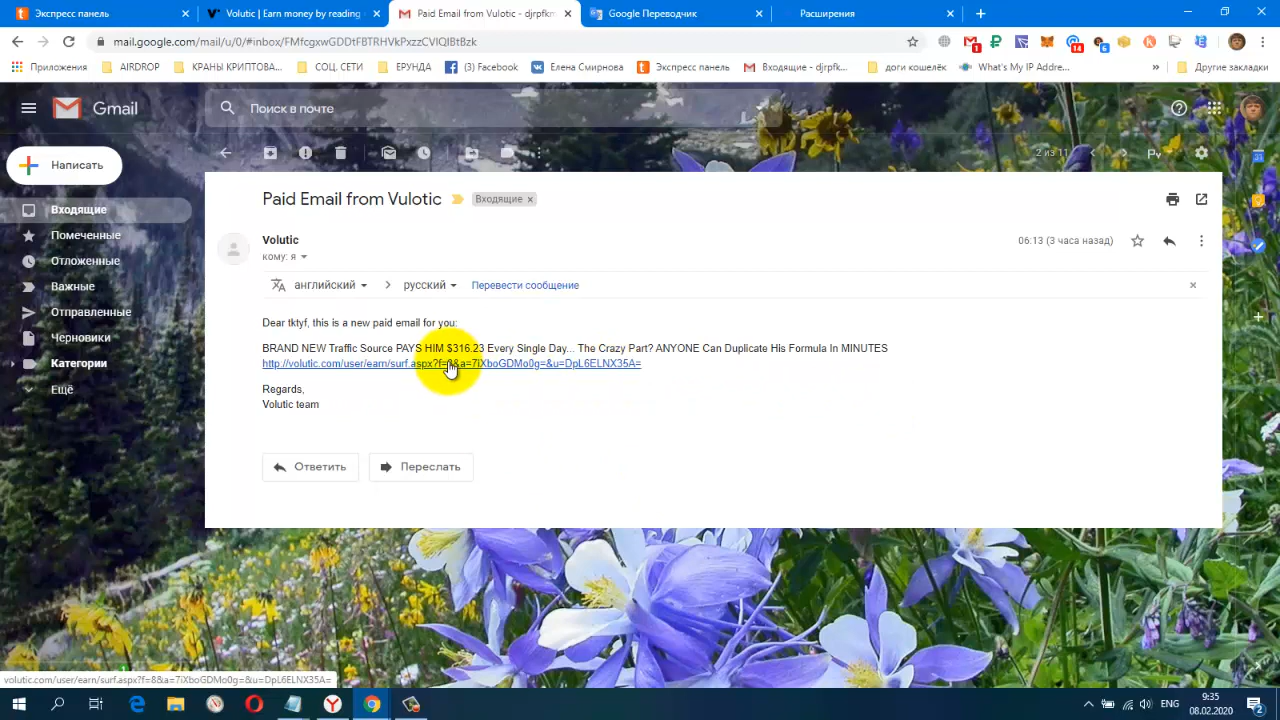 Экспресс панель
Volutic | Earn money by reading
Paid Email from Volutic - djrpfkm
Google Переводчик
Расширения
mail.google.com/mail/u/0/#inbox/FMfcgxwGDDtFBTRHVkPxzzCVlQlBtBzk
Приложения
AIRDROP
КРАНЫ КРИПТОВА...
СОЦ. СЕТИ
ЕРУНДА
(3) Facebook
Елена Смирнова
Экспресс панель
Входящие - djrpfk...
доги кошелёк
What's My IP Addre...
»
Другие закладки
1
14
6
Gmail
Поиск в почте
Написать
2 из 11
31
Входящие
Помеченные
Отложенные
Важные
Отправленные
Черновики
Категории
Ещё
Paid Email from Vulotic
Входящие ×
Volutic
06:13 (3 часа назад)
кому: я
английский
русский
Перевести сообщение
Dear tktyf, this is a new paid email for you:
BRAND NEW Traffic Source PAYS HIM $316.23 Every Single Day... The Crazy Part? ANYONE Can Duplicate His Formula In MINUTES
http://volutic.com/user/earn/surf.aspx?f=8&a=7iXboGDMo0g=&u=DpL6ELNX35A=
Regards,
Volutic team
Ответить
Переслать
volutic.com/user/earn/surf.aspx?f=8&a=7iXboGDMo0g=&u=DpL6ELNX35A=
ENG
9:35
08.02.2020
2